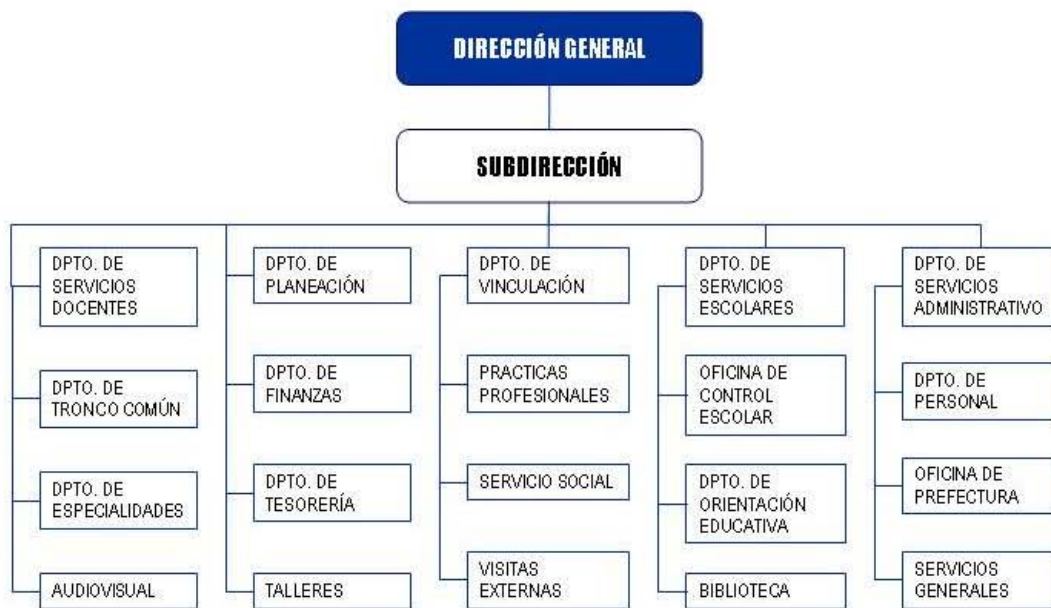 DIRECCIÓN GENERAL
SUBDIRECCIÓN
DPTO. DE
SERVICIOS
DOCENTES
DPTO. DE
TRONCO COMÚN
DPTO. DE
ESPECIALIDADES
AUDIOVISUAL
DPTO. DE
PLANEACIÓN
DPTO. DE
FINANZAS
DPTO. DE
TESORERÍA
TALLERES
DPTO. DE
VINCULACIÓN
PRACTICAS
PROFESIONALES
SERVICIO SOCIAL
VISITAS
EXTERNAS
DPTO. DE
SERVICIOS
ESCOLARES
OFICINA DE
CONTROL
ESCOLAR
DPTO. DE
ORIENTACIÓN
EDUCATIVA
BIBLIOTECA
DPTO. DE
SERVICIOS
ADMINISTRATIVO
DPTO. DE
PERSONAL
OFICINA DE
PREFECTURA
SERVICIOS
GENERALES